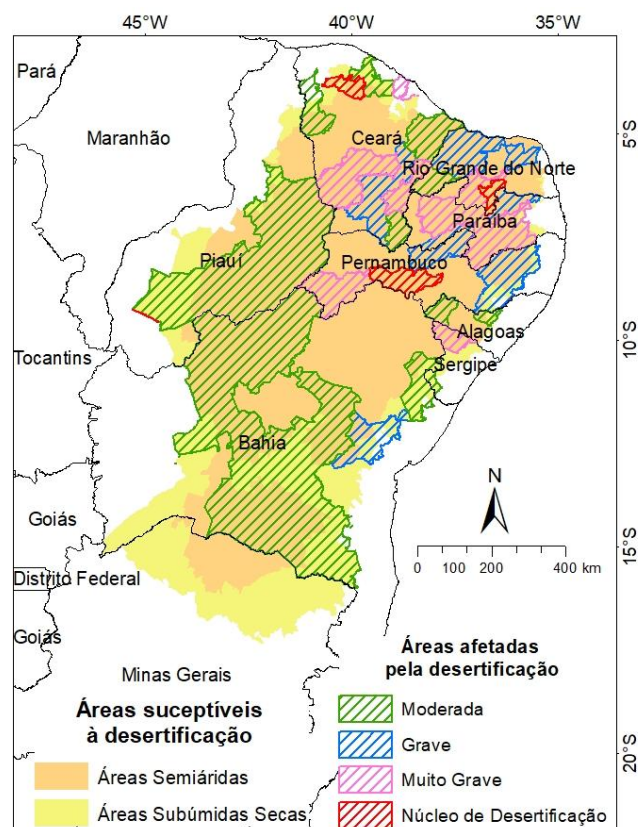 45°W 40°W 35°W
Pará
Maranhão
Ceará
5°S
Rio Grande do Norte
Paraíba
Piauí
Pernambuco
Alagoas
10°S
Tocantins
Sergipe
Bahia
N
Goiás
15°S
0 100 200 400 km
Distrito Federal
Goiás
Minas Gerais
Áreas suceptíveis
à desertificação
Áreas Semiáridas
Áreas Subúmidas Secas
Áreas afetadas
pela desertificação
Moderada
Grave
Muito Grave
Núcleo de Desertificação
20°S